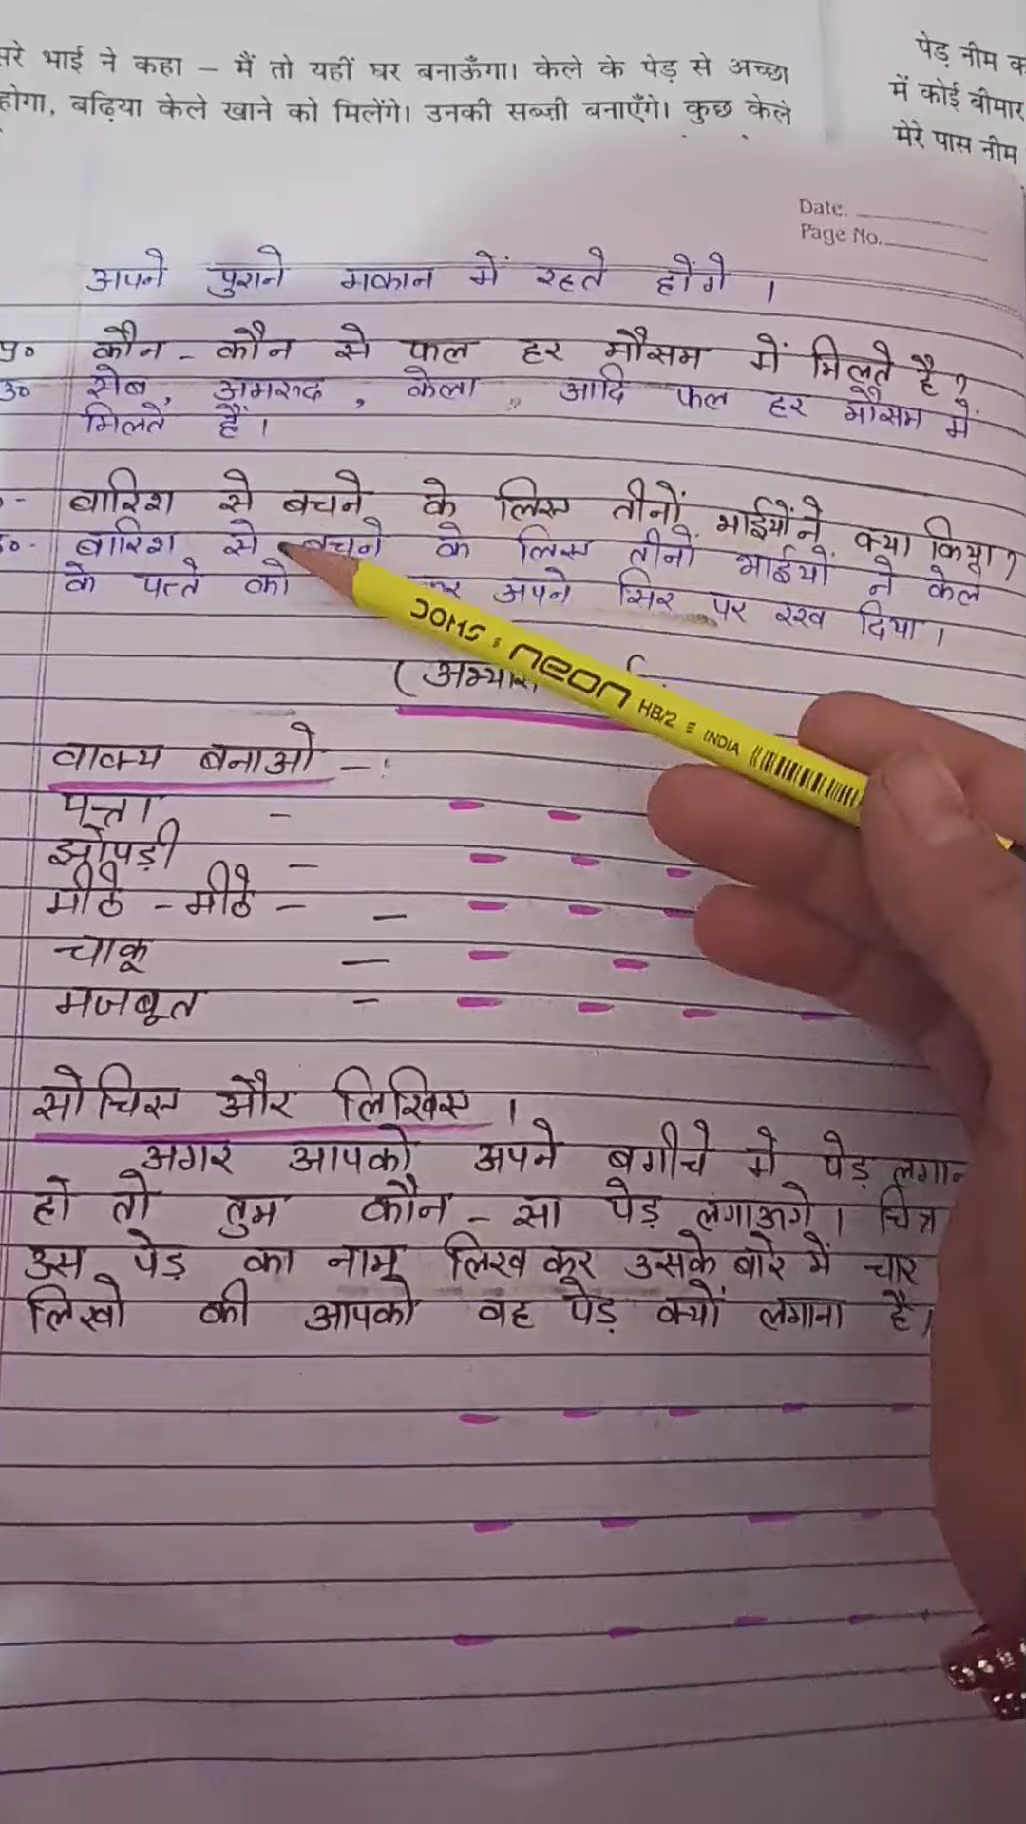 सरे भाई ने कहा – मैं तो यहीं घर बनाऊँगा। केले के पेड़ से अच्छा
होगा, बढ़िया केले खाने को मिलेंगे। उनकी सब्ज़ी बनाएँगे। कुछ केले
पेड़ नीम क
में कोई बीमार
मेरे पास नीम
Date.
Page No.
अपने पुराने मकान में रहते होंगे ।
प्र० कौन - कौन से फल हर मौसम में मिलते है?
उ० सेब, अमरुद , केला , आदि फल हर मौसम में
मिलते हैं।
बारिश से बचने के लिए तीनों भाईयोंने क्या किया?
बारिश से बचने के लिए तीनों भाईयों ने केले
के पत्ते को अपने सिर पर रख दिया।
(अभ्यास
वाक्य बनाओ -:
पत्ता -
झोपड़ी -
मीठे - मीठे - -
चाकू -
मजबूत -
सोचिए और लिखिए ।
अगर आपको अपने बगीचे मे पेड़ लगान
हो तो तुम कौन - सा पेड़ लगाओगे। चित्र
उस पेड़ का नाम लिख कर उसके बारे में चार
लिखो की आपको वह पेड़ क्यों लगाना है।
DOMS neon HB/2 INDIA